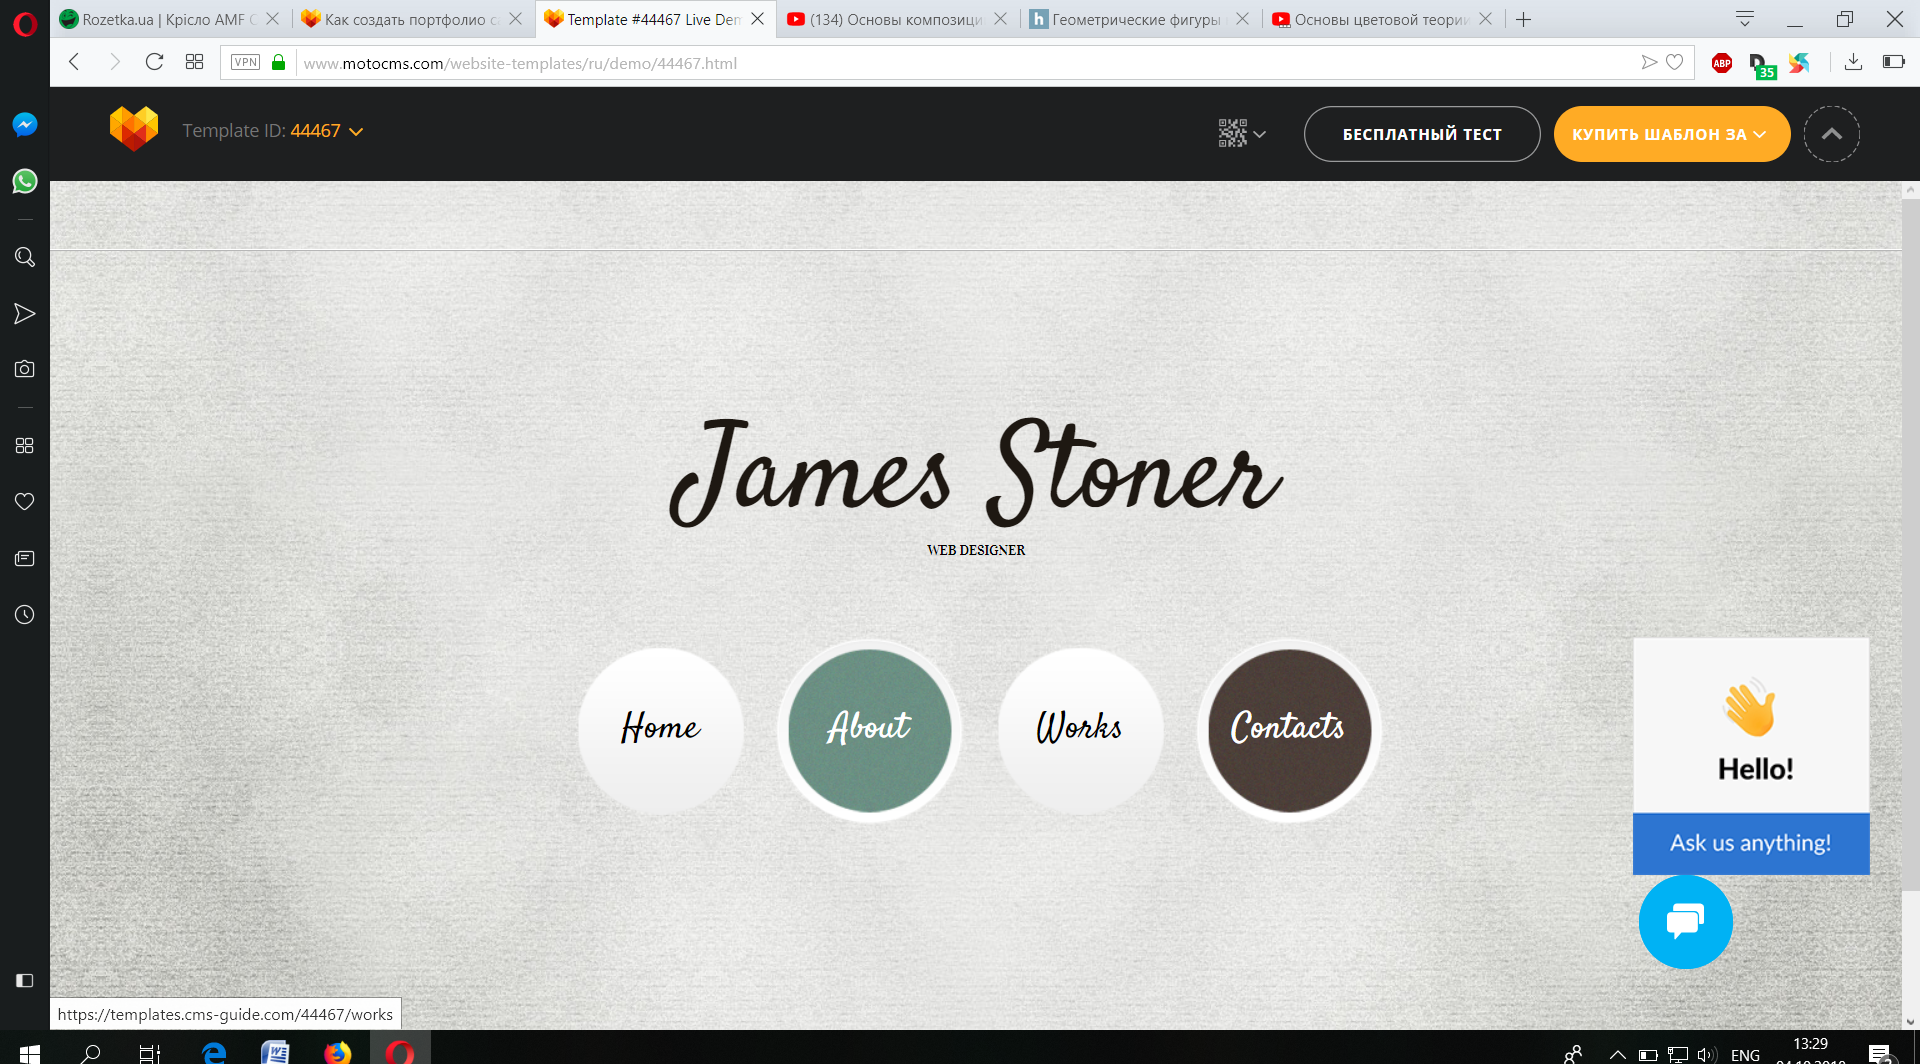 Rozetka.ua | Крісло AMF
Как создать портфолио
Template #44467 Live Dem
(134) Основы композици
Геометрические фигуры
Основы цветовой теории
VPN
www.motocms.com/website-templates/ru/demo/44467.html
ABP
35
Template ID: 44467
БЕСПЛАТНЫЙ ТЕСТ
КУПИТЬ ШАБЛОН ЗА
James Stoner
WEB DESIGNER
Home
About
Works
Contacts
Hello!
Ask us anything!
https://templates.cms-guide.com/44467/works
ENG
13:29